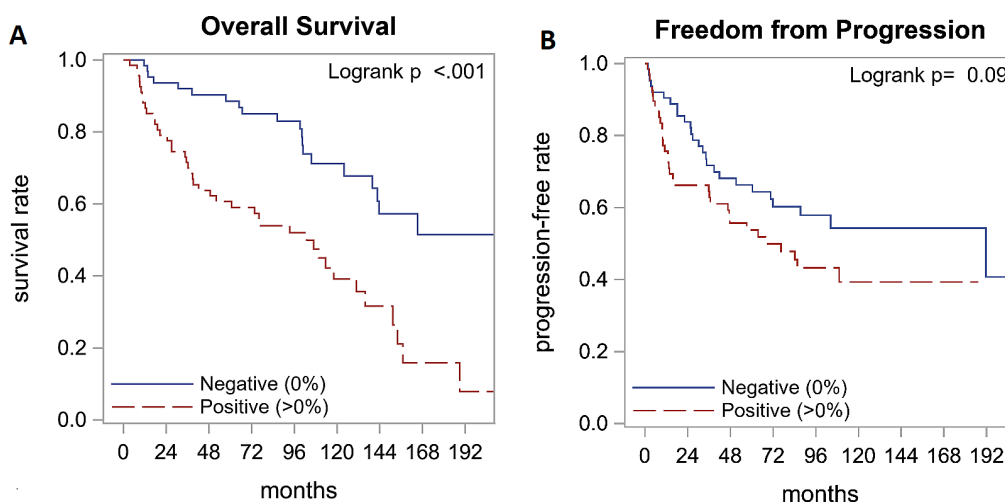 A
Overall Survival
Logrank p <.001
survival rate
1.0
0.8
0.6
0.4
0.2
0.0
Negative (0%)
Positive (>0%)
0 24 48 72 96 120 144 168 192
months
B
Freedom from Progression
Logrank p= 0.09
progression-free rate
1.0
0.8
0.6
0.4
0.2
0.0
Negative (0%)
Positive (>0%)
0 24 48 72 96 120 144 168 192
months